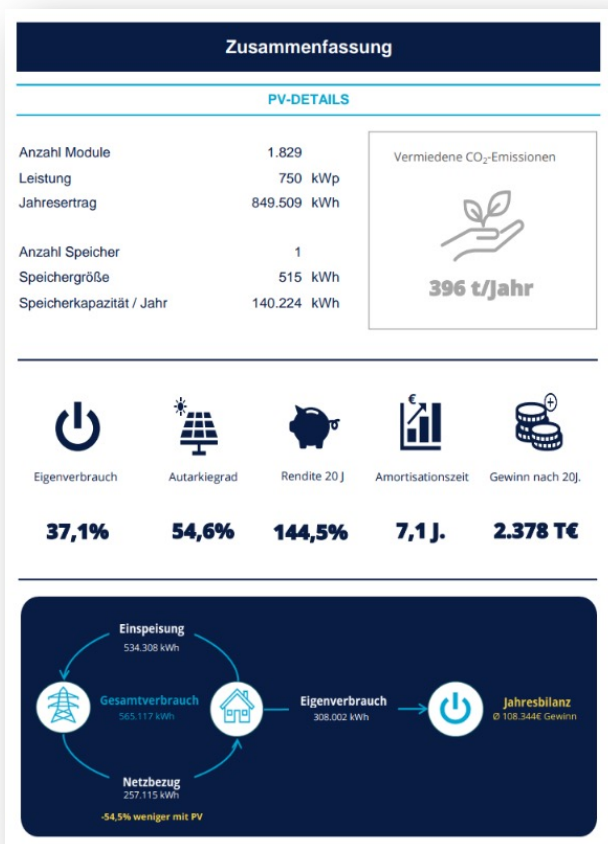 Zusammenfassung
PV-DETAILS
Anzahl Module 1.829
Leistung 750 kWp
Jahresertrag 849.509 kWh
Anzahl Speicher 1
Speichergröße 515 kWh
Speicherkapazität / Jahr 140.224 kWh
Vermiedene CO₂-Emissionen
396 t/Jahr
Eigenverbrauch
37,1%
Autarkiegrad
54,6%
Rendite 20 J
144,5%
Amortisationszeit
7,1 J.
Gewinn nach 20J.
2.378 T€
Einspeisung
534.308 kWh
Gesamtverbrauch
565.117 kWh
Eigenverbrauch
308.002 kWh
Jahresbilanz
Ø 108.344€ Gewinn
Netzbezug
257.115 kWh
-54,5% weniger mit PV